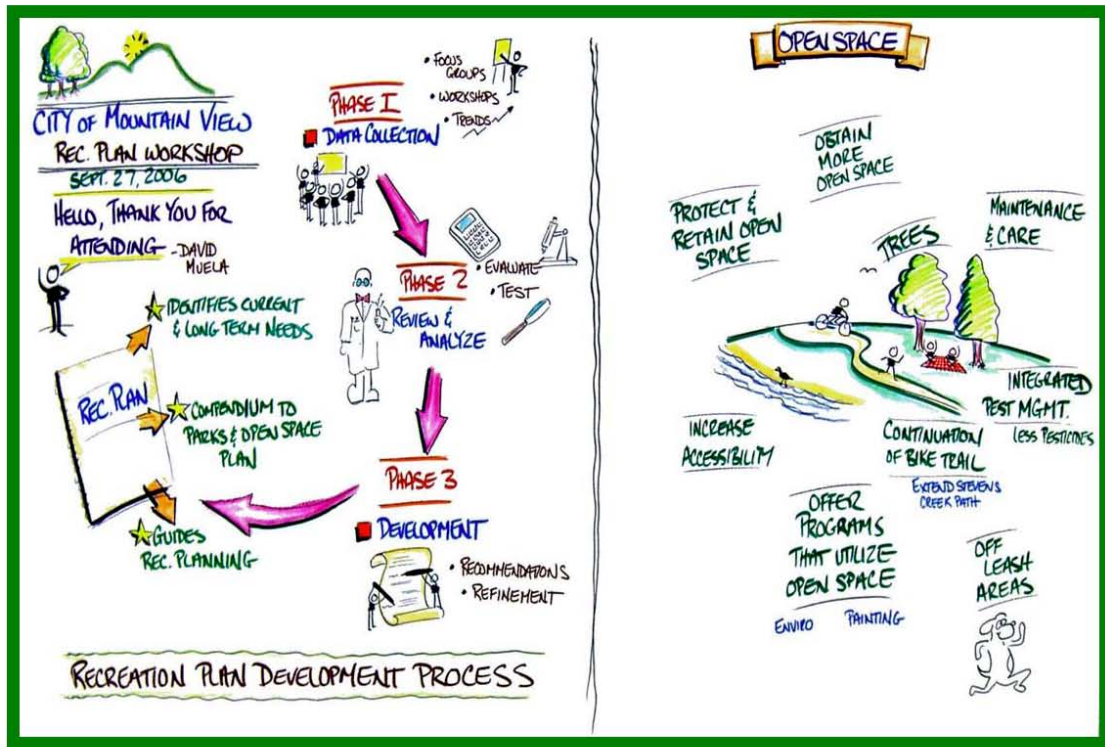 CITY OF MOUNTAIN VIEW
REC. PLAN WORKSHOP
SEPT. 27, 2006
HELLO, THANK YOU FOR
ATTENDING - DAVID
MUELA
IDENTIFIES CURRENT
& LONG TERM NEEDS
REC. PLAN
COMPENDIUM TO
PARKS & OPEN SPACE
PLAN
GUIDES
REC. PLANNING
PHASE I
DATA COLLECTION
• FOCUS
GROUPS
• WORKSHOPS
• TRENDS
PHASE 2
REVIEW &
ANALYZE
• EVALUATE
• TEST
PHASE 3
DEVELOPMENT
• RECOMMENDATIONS
• REFINEMENT
RECREATION PLAN DEVELOPMENT PROCESS
OPEN SPACE
OBTAIN
MORE
OPEN SPACE
PROTECT &
RETAIN OPEN
SPACE
TREES
MAINTENANCE
& CARE
INTEGRATED
PEST MGMT.
LESS PESTICIDES
INCREASE
ACCESSIBILITY
CONTINUATION
OF BIKE TRAIL
EXTEND STEVENS
CREEK PATH
OFFER
PROGRAMS
THAT UTILIZE
OPEN SPACE
ENVIRO PAINTING
OFF
LEASH
AREAS